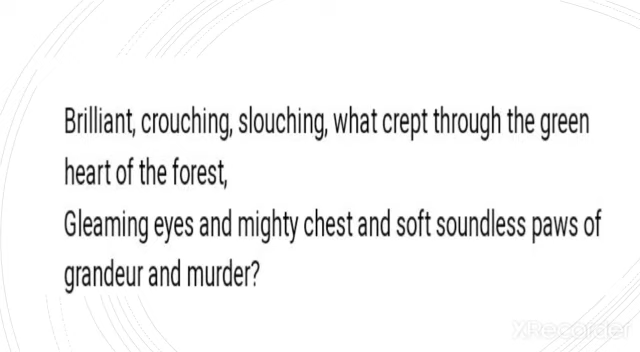 Brilliant, crouching, slouching, what crept through the green
heart of the forest,
Gleaming eyes and mighty chest and soft soundless paws of
grandeur and murder?
XRecorder